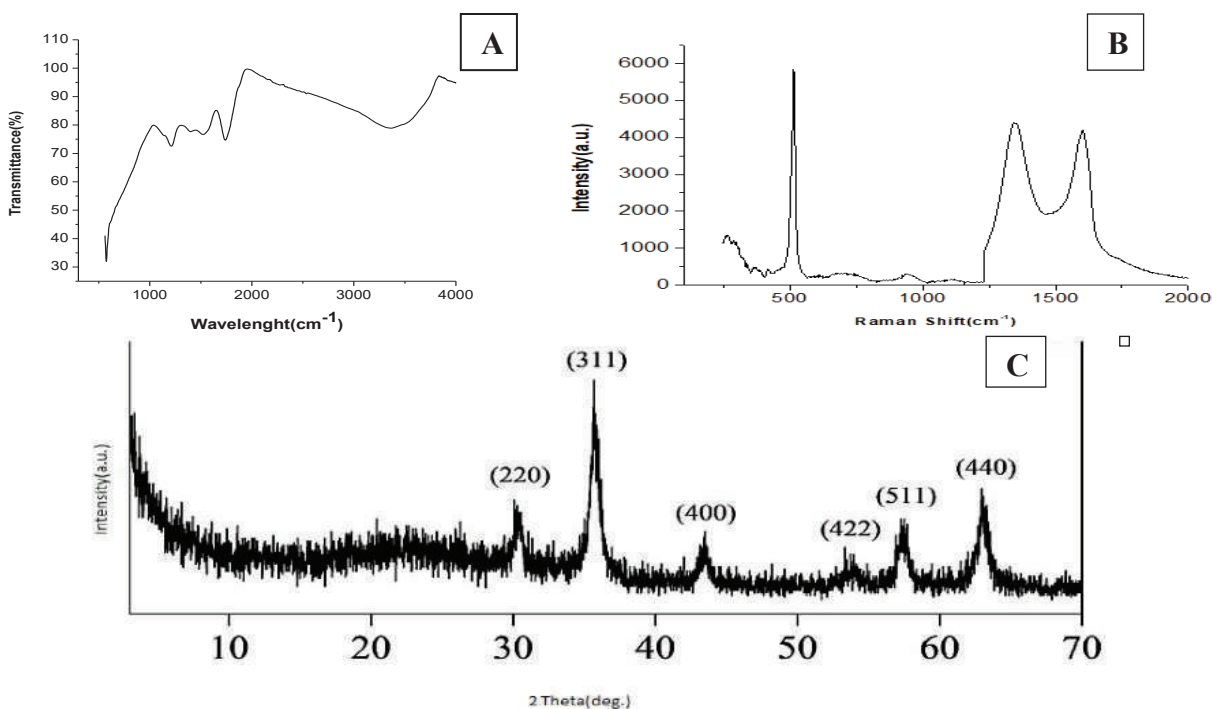 A
110
100
90
80
70
60
50
40
30
Transmittance(%)
1000 2000 3000 4000
Wavelenght(cm-1)
B
6000
5000
4000
3000
2000
1000
0
Intensity(a.u.)
500 1000 1500 2000
Raman Shift(cm-1)
C
(311)
(220)
(400)
(422)
(511)
(440)
Intensity(a.u.)
10 20 30 40 50 60 70
2 Theta(deg.)